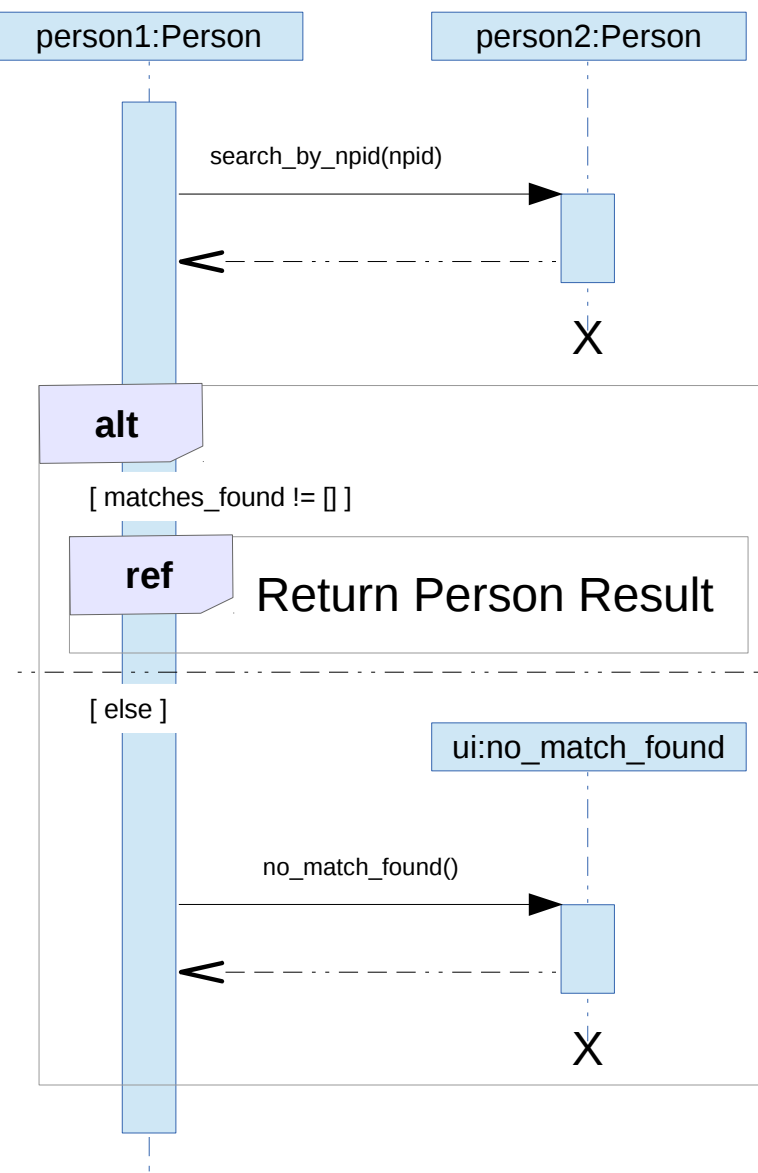 person1:Person
person2:Person
search_by_npid(npid)
X
alt
[ matches_found != [] ]
ref
Return Person Result
[ else ]
ui:no_match_found
no_match_found()
X